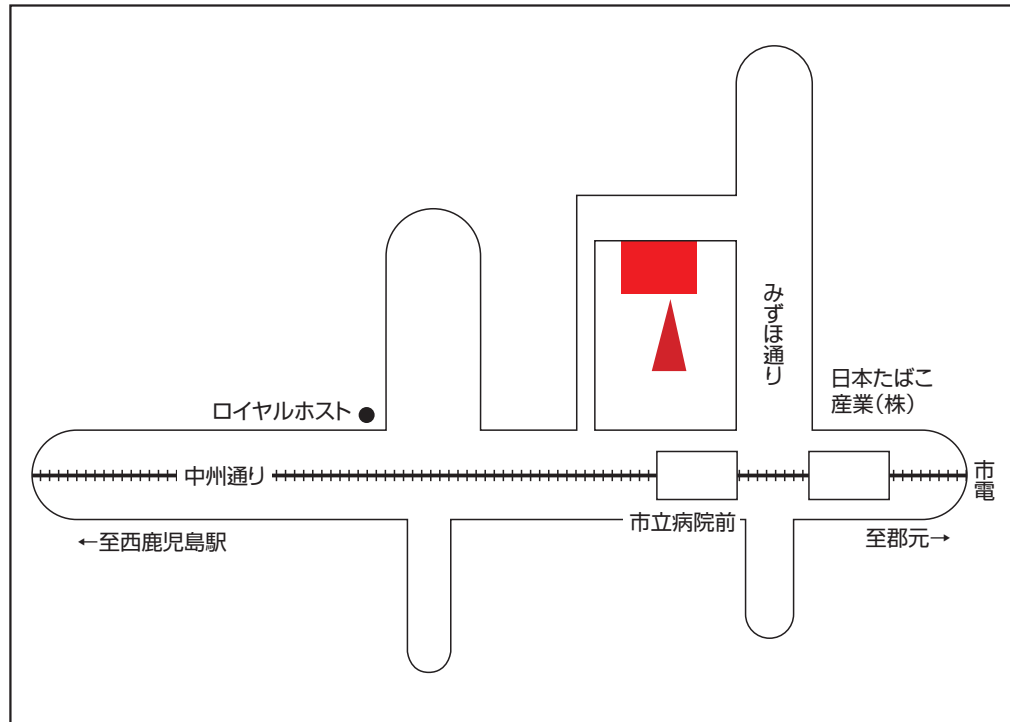 みずほ通り
日本たばこ
産業(株)
ロイヤルホスト
中州通り
市電
市立病院前
←至西鹿児島駅
至郡元→